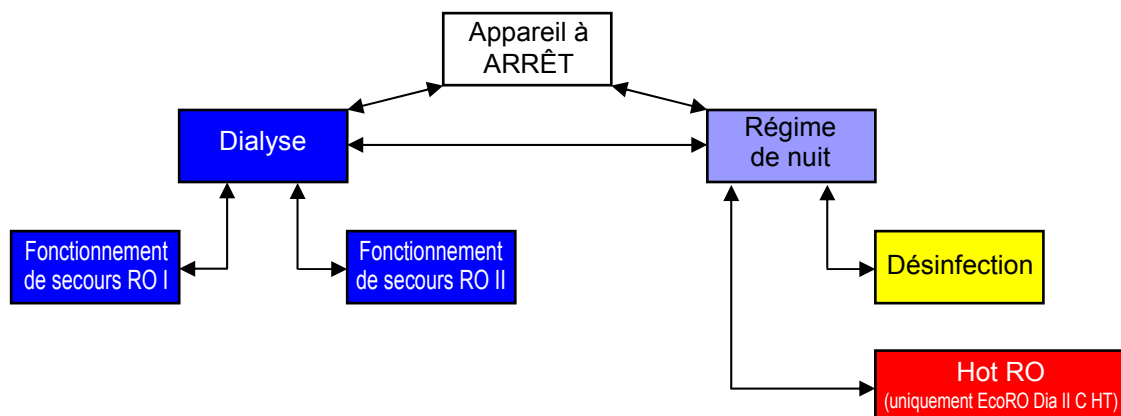 Appareil à
ARRÊT
Dialyse
Régime
de nuit
Fonctionnement
de secours RO I
Fonctionnement
de secours RO II
Désinfection
Hot RO
(uniquement EcoRO Dia II C HT)